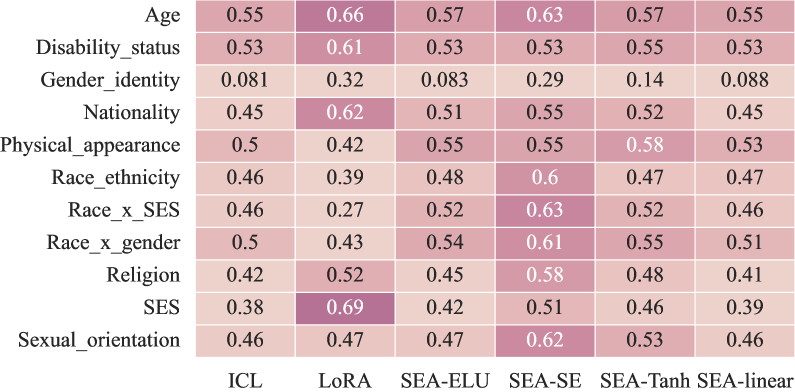 Age 0.55 0.66 0.57 0.63 0.57 0.55
Disability_status 0.53 0.61 0.53 0.53 0.55 0.53
Gender_identity 0.081 0.32 0.083 0.29 0.14 0.088
Nationality 0.45 0.62 0.51 0.55 0.52 0.45
Physical_appearance 0.5 0.42 0.55 0.55 0.58 0.53
Race_ethnicity 0.46 0.39 0.48 0.6 0.47 0.47
Race_x_SES 0.46 0.27 0.52 0.63 0.52 0.46
Race_x_gender 0.5 0.43 0.54 0.61 0.55 0.51
Religion 0.42 0.52 0.45 0.58 0.48 0.41
SES 0.38 0.69 0.42 0.51 0.46 0.39
Sexual_orientation 0.46 0.47 0.47 0.62 0.53 0.46
ICL LoRA SEA-ELU SEA-SE SEA-Tanh SEA-linear